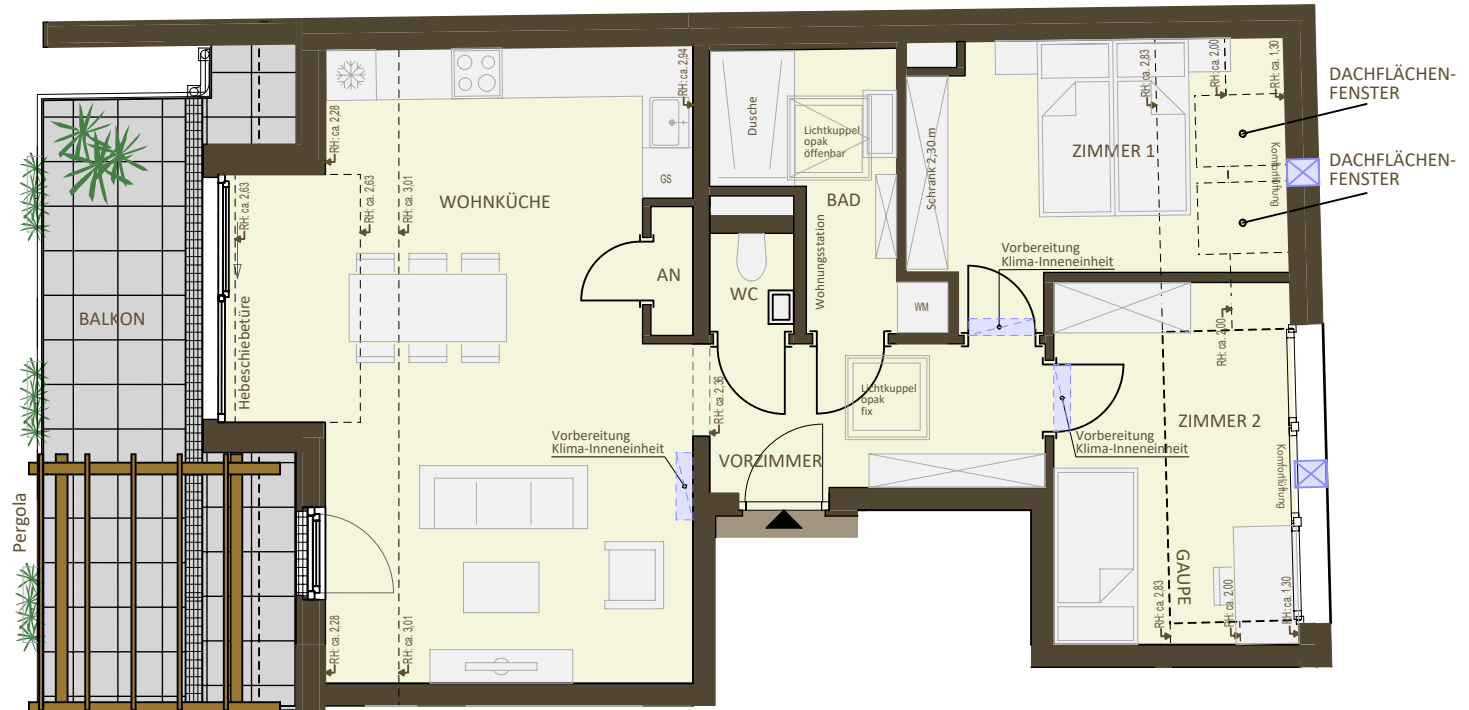 RH: ca. 2,28
RH: ca. 2,94
Dusche
Lichtkuppel
opak
öffenbar
RH: ca. 2,83
RH: ca. 2,00
RH: ca. 1,30
DACHFLÄCHEN-
FENSTER
DACHFLÄCHEN-
FENSTER
ZIMMER 1
Komfortlüftung
Schrank 2,30 m
GS
WOHNKÜCHE
RH: ca. 2,63
RH: ca. 2,63
RH: ca. 3,01
BAD
Wohnungsstation
AN
WC
WM
Vorbereitung
Klima-Inneneinheit
BALKON
Hebeschiebetüre
RH: ca. 2,36
Lichtkuppel
opak
fix
RH: ca. 2,00
ZIMMER 2
Vorbereitung
Klima-Inneneinheit
Vorbereitung
Klima-Inneneinheit
VORZIMMER
Komfortlüftung
Pergola
GAUPE
RH: ca. 2,28
RH: ca. 3,01
RH: ca. 2,83
RH: ca. 2,00
RH: ca. 1,30